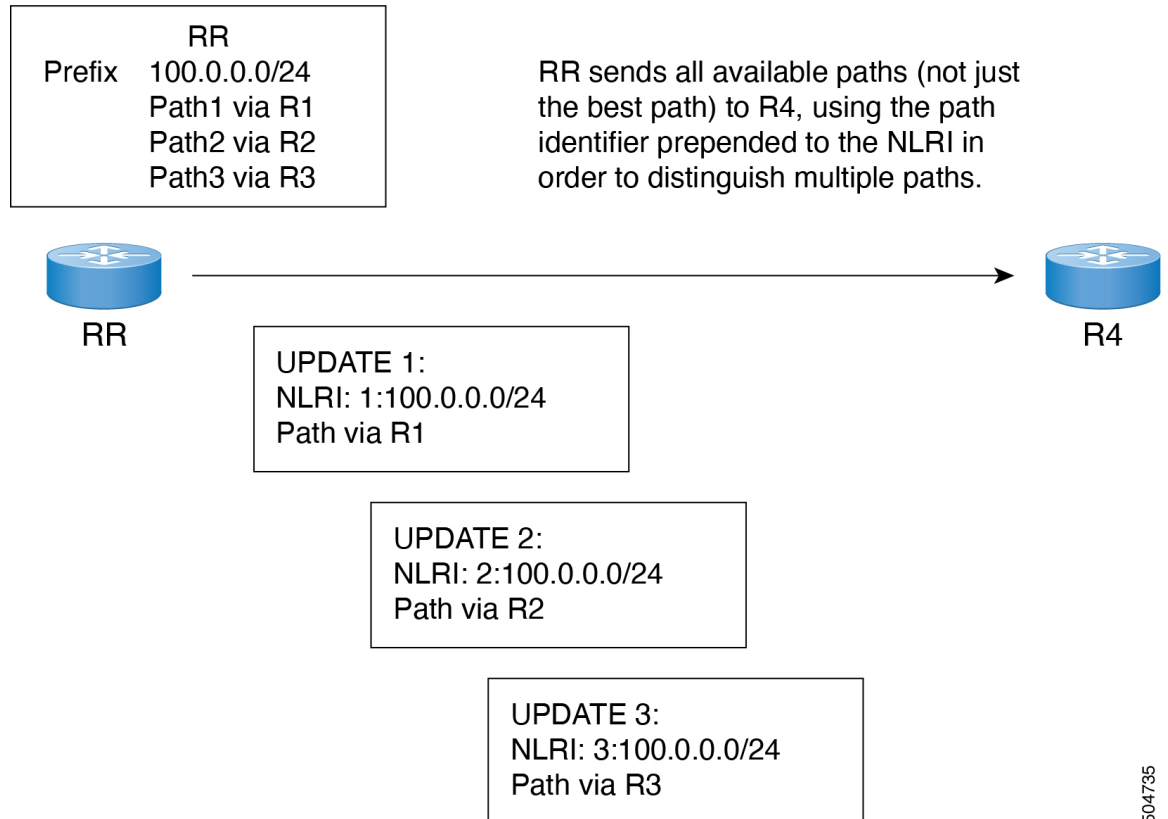 RR
Prefix 100.0.0.0/24
Path1 via R1
Path2 via R2
Path3 via R3
RR sends all available paths (not just
the best path) to R4, using the path
identifier prepended to the NLRI in
order to distinguish multiple paths.
RR
R4
UPDATE 1:
NLRI: 1:100.0.0.0/24
Path via R1
UPDATE 2:
NLRI: 2:100.0.0.0/24
Path via R2
UPDATE 3:
NLRI: 3:100.0.0.0/24
Path via R3